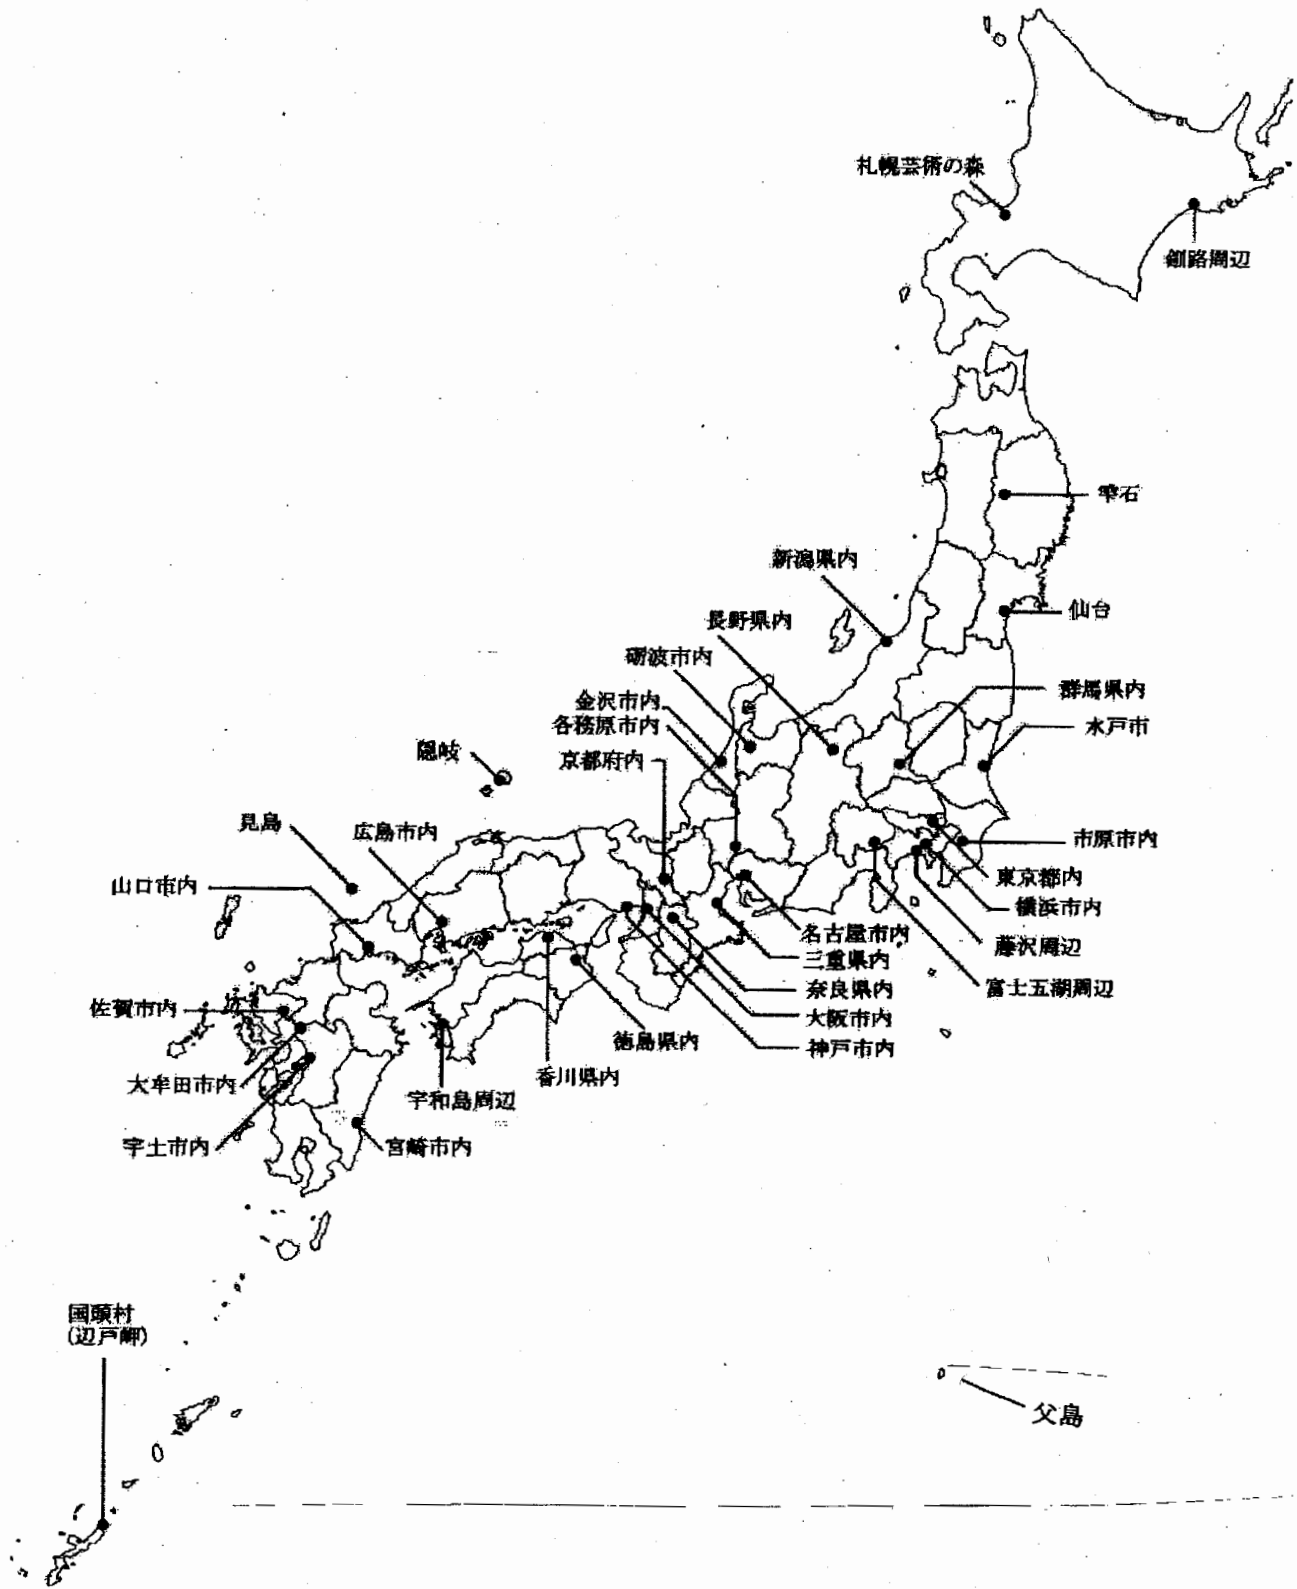 札幌芸術の森
釧路周辺
雫石
新潟県内
仙台
長野県内
砺波市内
群馬県内
金沢市内
各務原市内
水戸市
隠岐
京都府内
見島
広島市内
市原市内
山口市内
東京都内
横浜市内
名古屋市内
藤沢周辺
三重県内
奈良県内
富士五湖周辺
佐賀市内
大阪市内
徳島県内
神戸市内
大牟田市内
香川県内
宇和島周辺
宇土市内
宮崎市内
国頭村
(辺戸岬)
父島